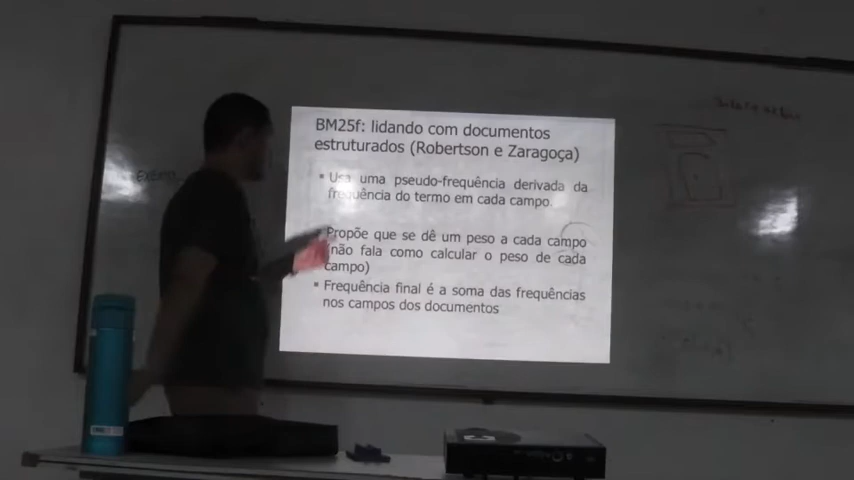 BM25f: lidando com documentos
estruturados (Robertson e Zaragoça)
Usa uma pseudo-frequência derivada da
frequência do termo em cada campo.
Propõe que se dê um peso a cada campo
(não fala como calcular o peso de cada
campo)
Frequência final é a soma das frequências
nos campos dos documentos